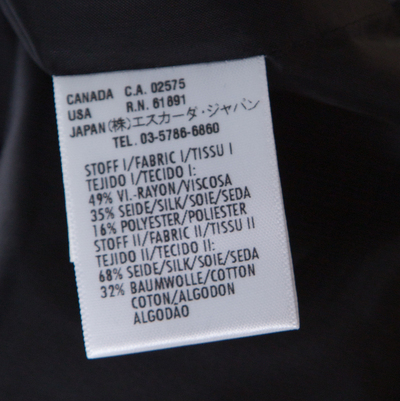 CANADA C.A. 02575
USA R.N. 61891
JAPAN (株)エスカーダ・ジャパン
TEL. 03-5786-6860
STOFF I/FABRIC I/TISSU I
TEJIDO I/TECIDO I:
49% VI.-RAYON/VISCOSA
35% SEIDE/SILK/SOIE/SEDA
16% POLYESTER/POLIESTER
STOFF II/FABRIC II/TISSU II
TEJIDO II/TECIDO II:
68% SEIDE/SILK/SOIE/SEDA
32% BAUMWOLLE/COTTON
COTON/ALGODON
ALGODÃO